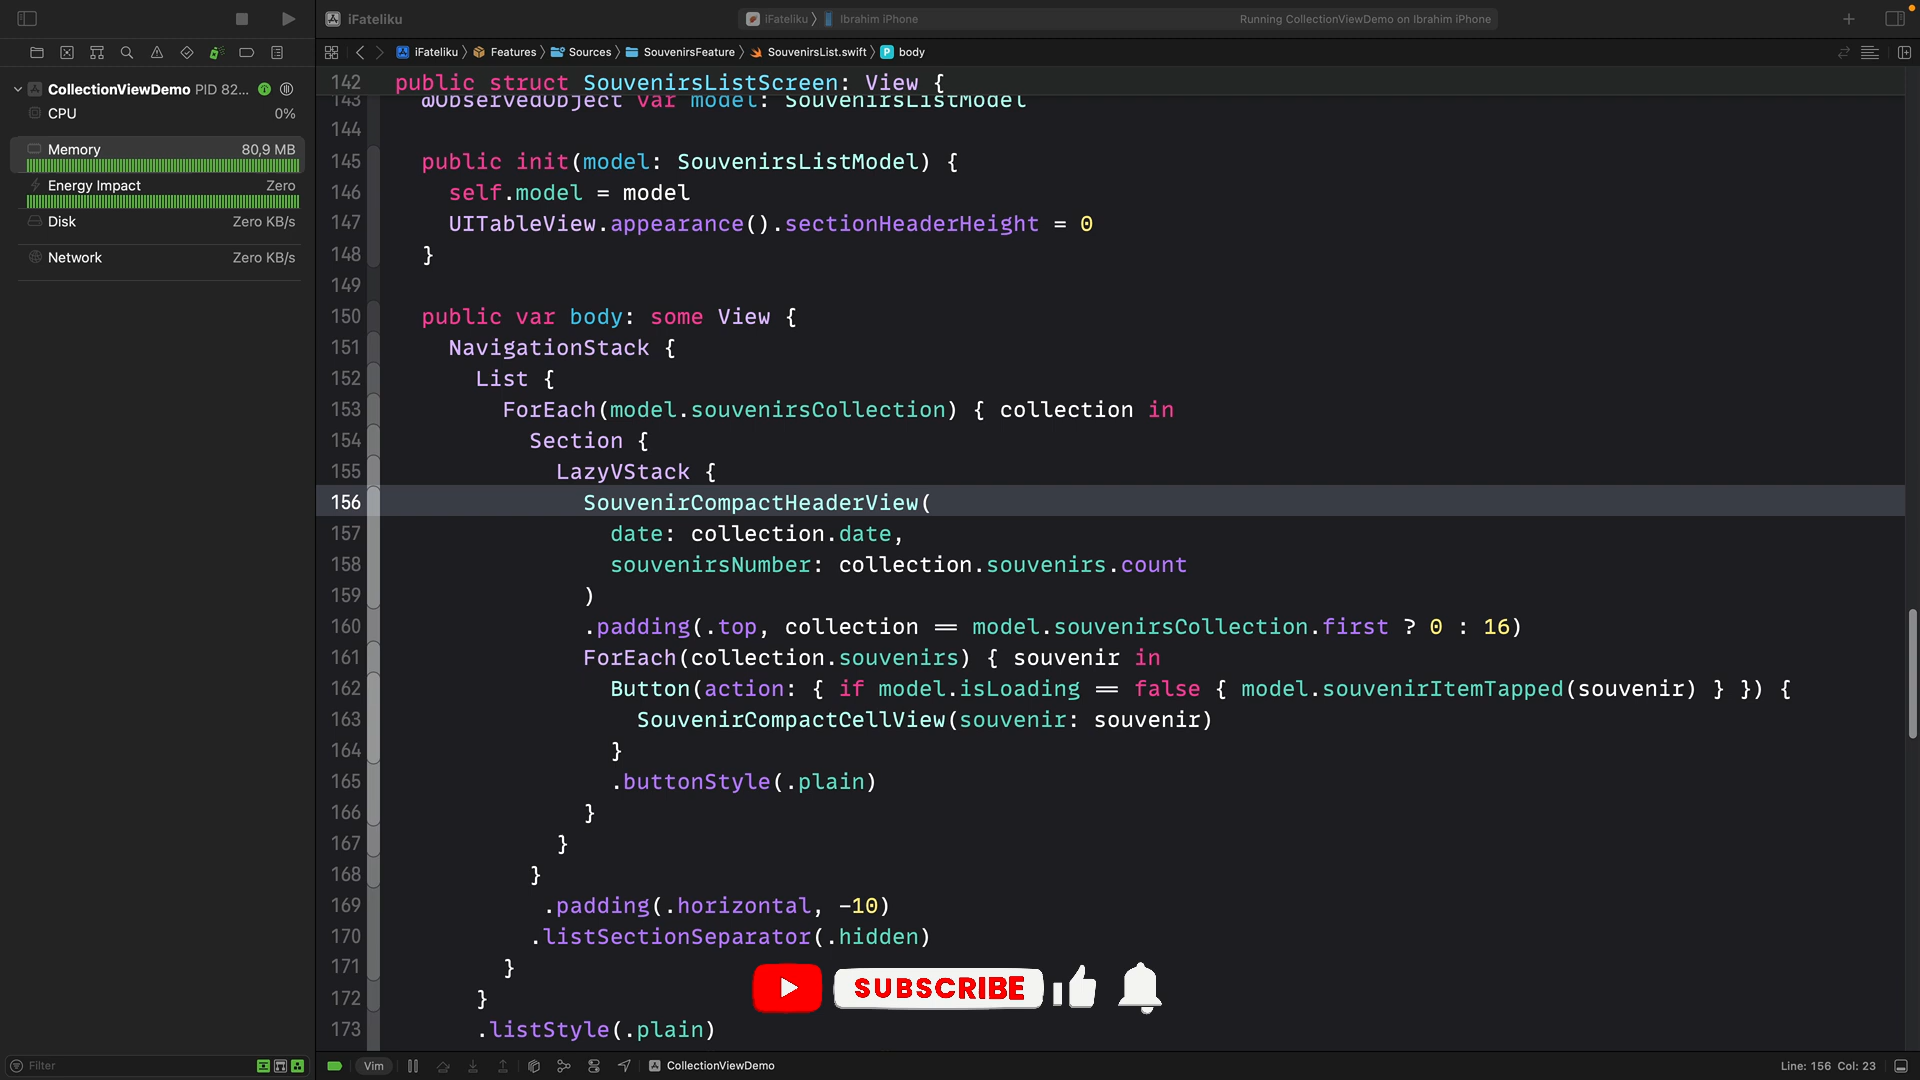 iFateliku
iFateliku 〉 Ibrahim iPhone
Running CollectionViewDemo on Ibrahim iPhone
iFateliku 〉 Features 〉 Sources 〉 SouvenirsFeature 〉 SouvenirsList.swift 〉 P body
CollectionViewDemo PID 82...
CPU 0%
Memory 80,9 MB
Energy Impact Zero
Disk Zero KB/s
Network Zero KB/s
142 public struct SouvenirsListScreen: View {
143 @ObservedObject var model: SouvenirsListModel
144
145 public init(model: SouvenirsListModel) {
146 self.model = model
147 UITableView.appearance().sectionHeaderHeight = 0
148 }
149
150 public var body: some View {
151 NavigationStack {
152 List {
153 ForEach(model.souvenirsCollection) { collection in
154 Section {
155 LazyVStack {
156 SouvenirCompactHeaderView(
157 date: collection.date,
158 souvenirsNumber: collection.souvenirs.count
159 )
160 .padding(.top, collection == model.souvenirsCollection.first ? 0 : 16)
161 ForEach(collection.souvenirs) { souvenir in
162 Button(action: { if model.isLoading == false { model.souvenirItemTapped(souvenir) } }) {
163 SouvenirCompactCellView(souvenir: souvenir)
164 }
165 .buttonStyle(.plain)
166 }
167 }
168 }
169 .padding(.horizontal, -10)
170 .listSectionSeparator(.hidden)
171 }
172 }
173 .listStyle(.plain)
SUBSCRIBE
Filter
Vim
CollectionViewDemo
Line: 156 Col: 23